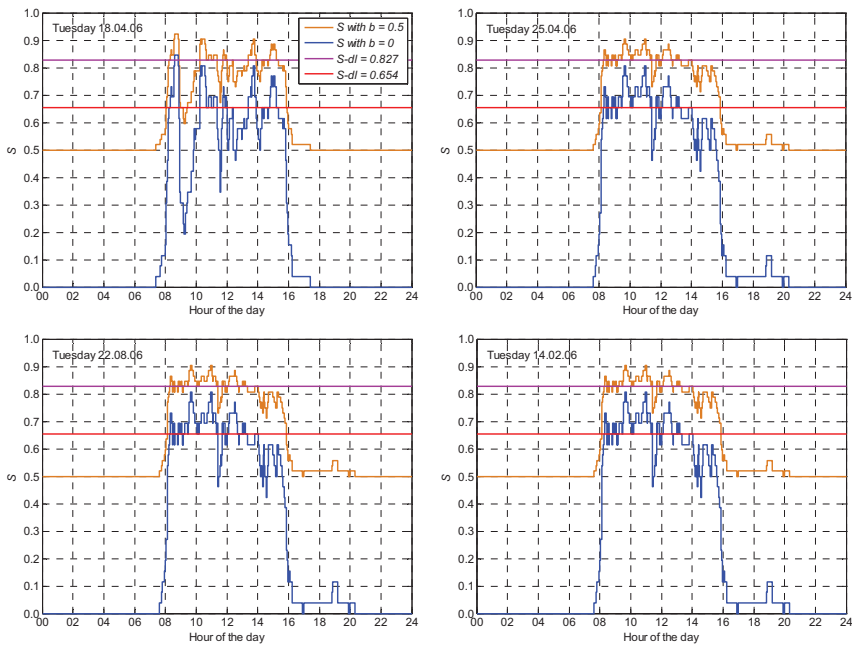 Tuesday 18.04.06
S with b = 0.5
S with b = 0
S-dl = 0.827
S-dl = 0.654
1.0
0.9
0.8
0.7
0.6
0.5
0.4
0.3
0.2
0.1
0.0
S
00 02 04 06 08 10 12 14 16 18 20 22 24
Hour of the day
Tuesday 25.04.06
1.0
0.9
0.8
0.7
0.6
0.5
0.4
0.3
0.2
0.1
0.0
S
00 02 04 06 08 10 12 14 16 18 20 22 24
Hour of the day
Tuesday 22.08.06
1.0
0.9
0.8
0.7
0.6
0.5
0.4
0.3
0.2
0.1
0.0
S
00 02 04 06 08 10 12 14 16 18 20 22 24
Hour of the day
Tuesday 14.02.06
1.0
0.9
0.8
0.7
0.6
0.5
0.4
0.3
0.2
0.1
0.0
S
00 02 04 06 08 10 12 14 16 18 20 22 24
Hour of the day